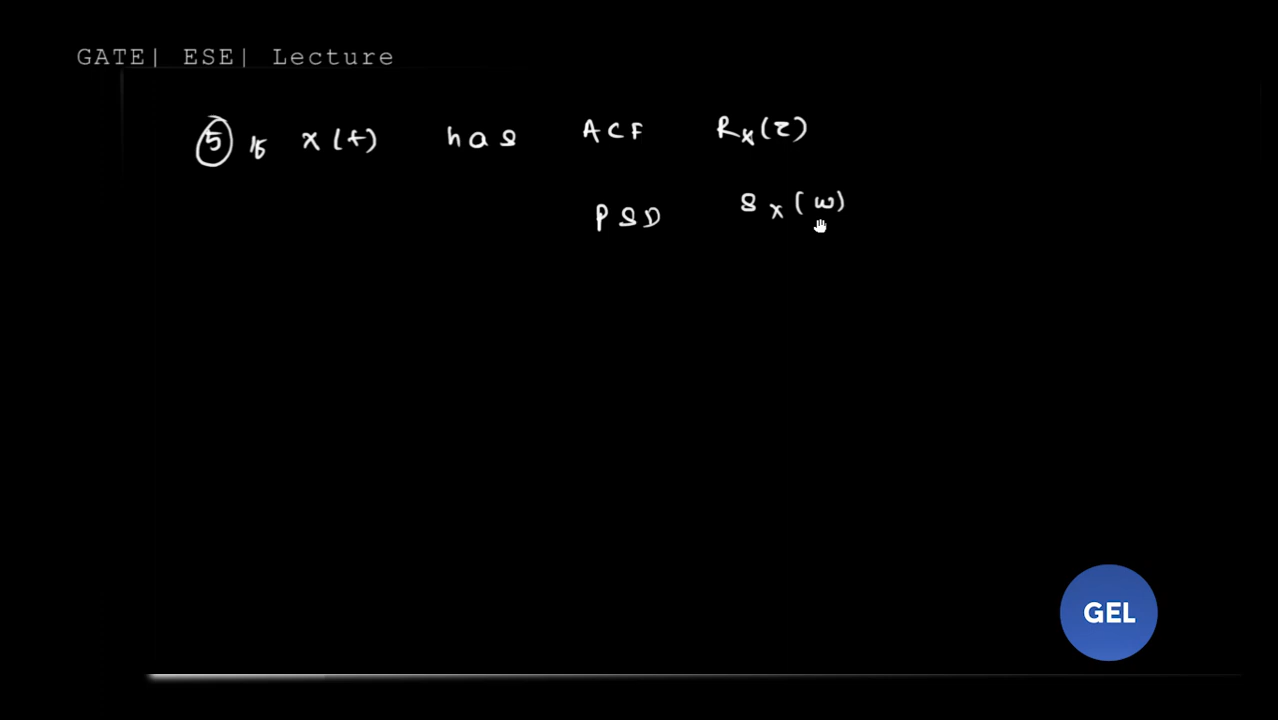 GATE| ESE| Lecture
5 if x(t) has ACF Rx(τ)
PSD Sx(ω)
GEL